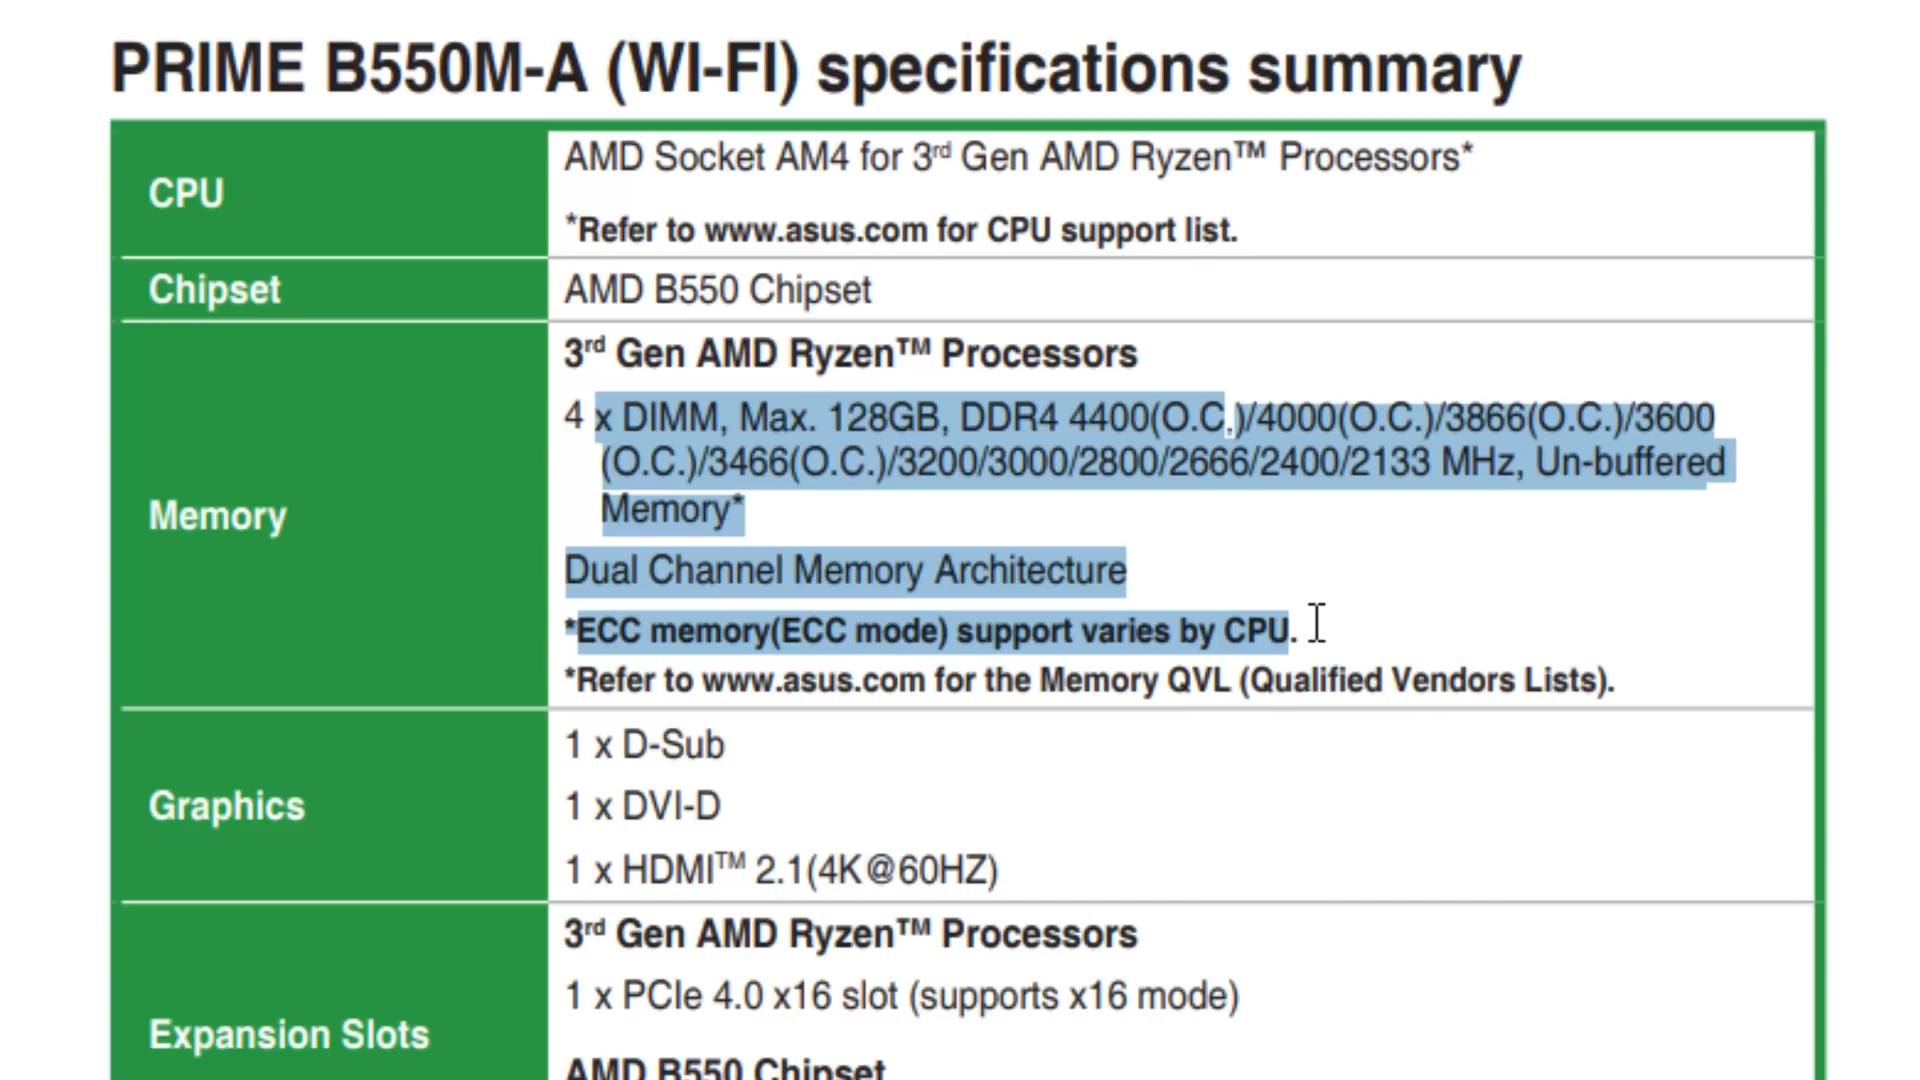 PRIME B550M-A (WI-FI) specifications summary
CPU
AMD Socket AM4 for 3rd Gen AMD Ryzen™ Processors*
*Refer to www.asus.com for CPU support list.
Chipset
AMD B550 Chipset
Memory
3rd Gen AMD Ryzen™ Processors
4 x DIMM, Max. 128GB, DDR4 4400(O.C.)/4000(O.C.)/3866(O.C.)/3600
(O.C.)/3466(O.C.)/3200/3000/2800/2666/2400/2133 MHz, Un-buffered
Memory*
Dual Channel Memory Architecture
*ECC memory(ECC mode) support varies by CPU.
*Refer to www.asus.com for the Memory QVL (Qualified Vendors Lists).
Graphics
1 x D-Sub
1 x DVI-D
1 x HDMI™ 2.1(4K@60HZ)
Expansion Slots
3rd Gen AMD Ryzen™ Processors
1 x PCIe 4.0 x16 slot (supports x16 mode)
AMD B550 Chipset